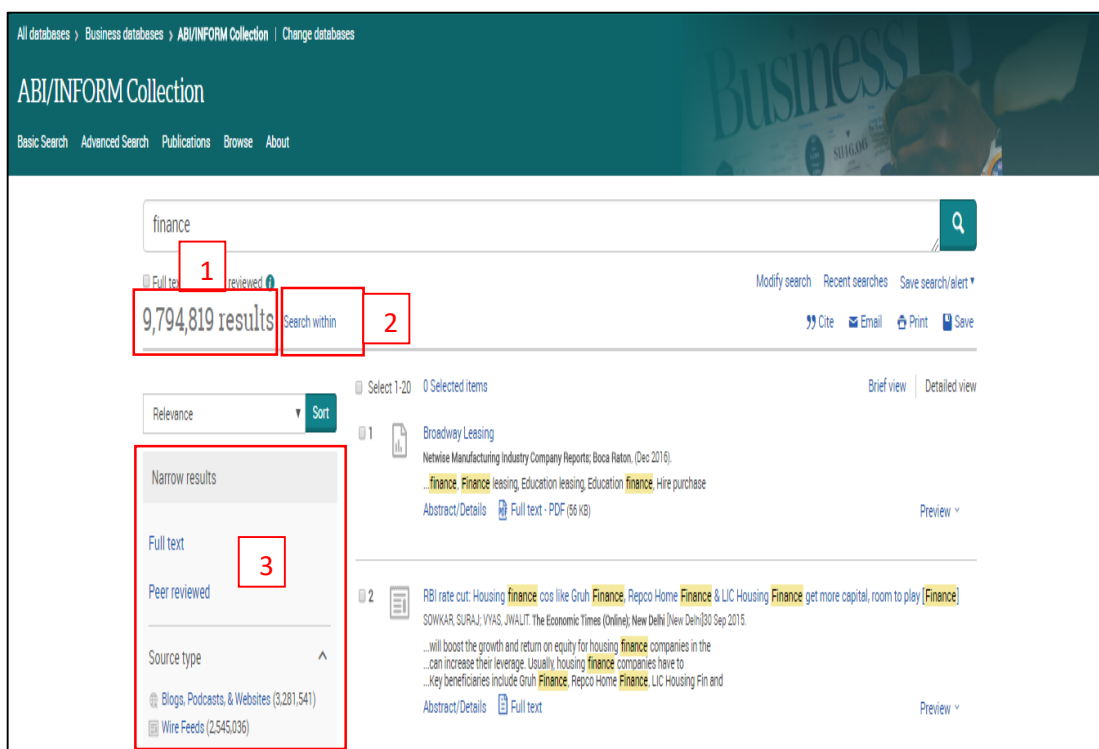 All databases > Business databases > ABI/INFORM Collection | Change databases
ABI/INFORM Collection
Business
$1146.00
Basic Search Advanced Search Publications Browse About
finance
1
Full tex reviewed
Modify search Recent searches Save search/alert
9,794,819 results Search within
2
Cite Email Print Save
Select 1-20 0 Selected items Brief view Detailed view
Relevance Sort
1 Broadway Leasing
Netwise Manufacturing Industry Company Reports; Boca Raton, (Dec 2016).
...finance, Finance leasing, Education leasing, Education finance, Hire purchase
Abstract/Details Full text - PDF (56 KB) Preview
Narrow results
Full text
3
Peer reviewed
2 RBI rate cut: Housing finance cos like Gruh Finance, Repco Home Finance & LIC Housing Finance get more capital, room to play [Finance]
SOWKAR, SURAJ; VYAS, JWALIT. The Economic Times (Online); New Delhi [New Delhi]30 Sep 2015.
...will boost the growth and return on equity for housing finance companies in the
...can increase their leverage. Usually, housing finance companies have to
...Key beneficiaries include Gruh Finance, Repco Home Finance, LIC Housing Fin and
Abstract/Details Full text Preview
Source type
Blogs, Podcasts, & Websites (3,281,541)
Wire Feeds (2,545,036)